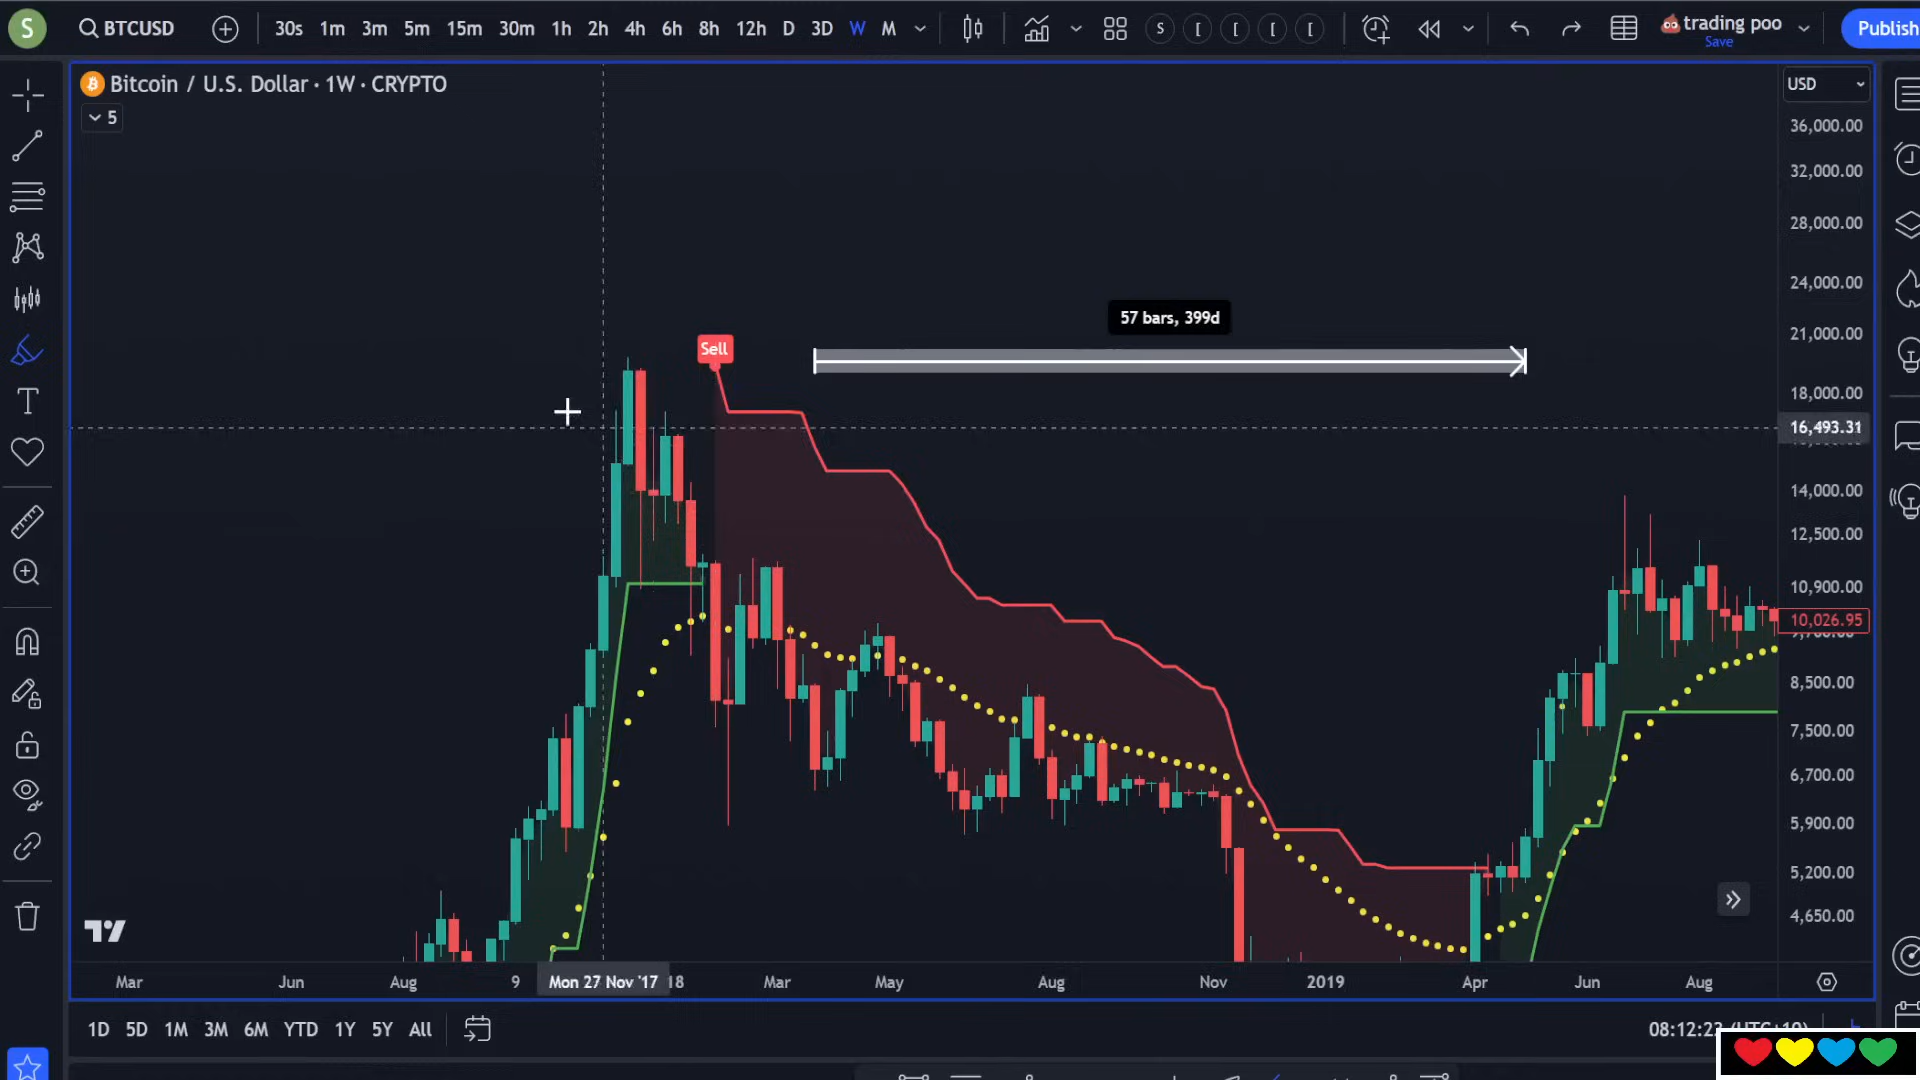 S BTCUSD 30s 1m 3m 5m 15m 30m 1h 2h 4h 6h 8h 12h D 3D W M S [ [ [ [ trading poo Publish
Save
Bitcoin / U.S. Dollar · 1W · CRYPTO USD
5
36,000.00
32,000.00
28,000.00
24,000.00
57 bars, 399d
21,000.00
Sell
18,000.00
16,493.31
14,000.00
12,500.00
10,900.00
10,026.95
8,500.00
7,500.00
6,700.00
5,900.00
5,200.00
4,650.00
Mar Jun Aug 9 Mon 27 Nov '17 18 Mar May Aug Nov 2019 Apr Jun Aug
1D 5D 1M 3M 6M YTD 1Y 5Y All 08:12:23